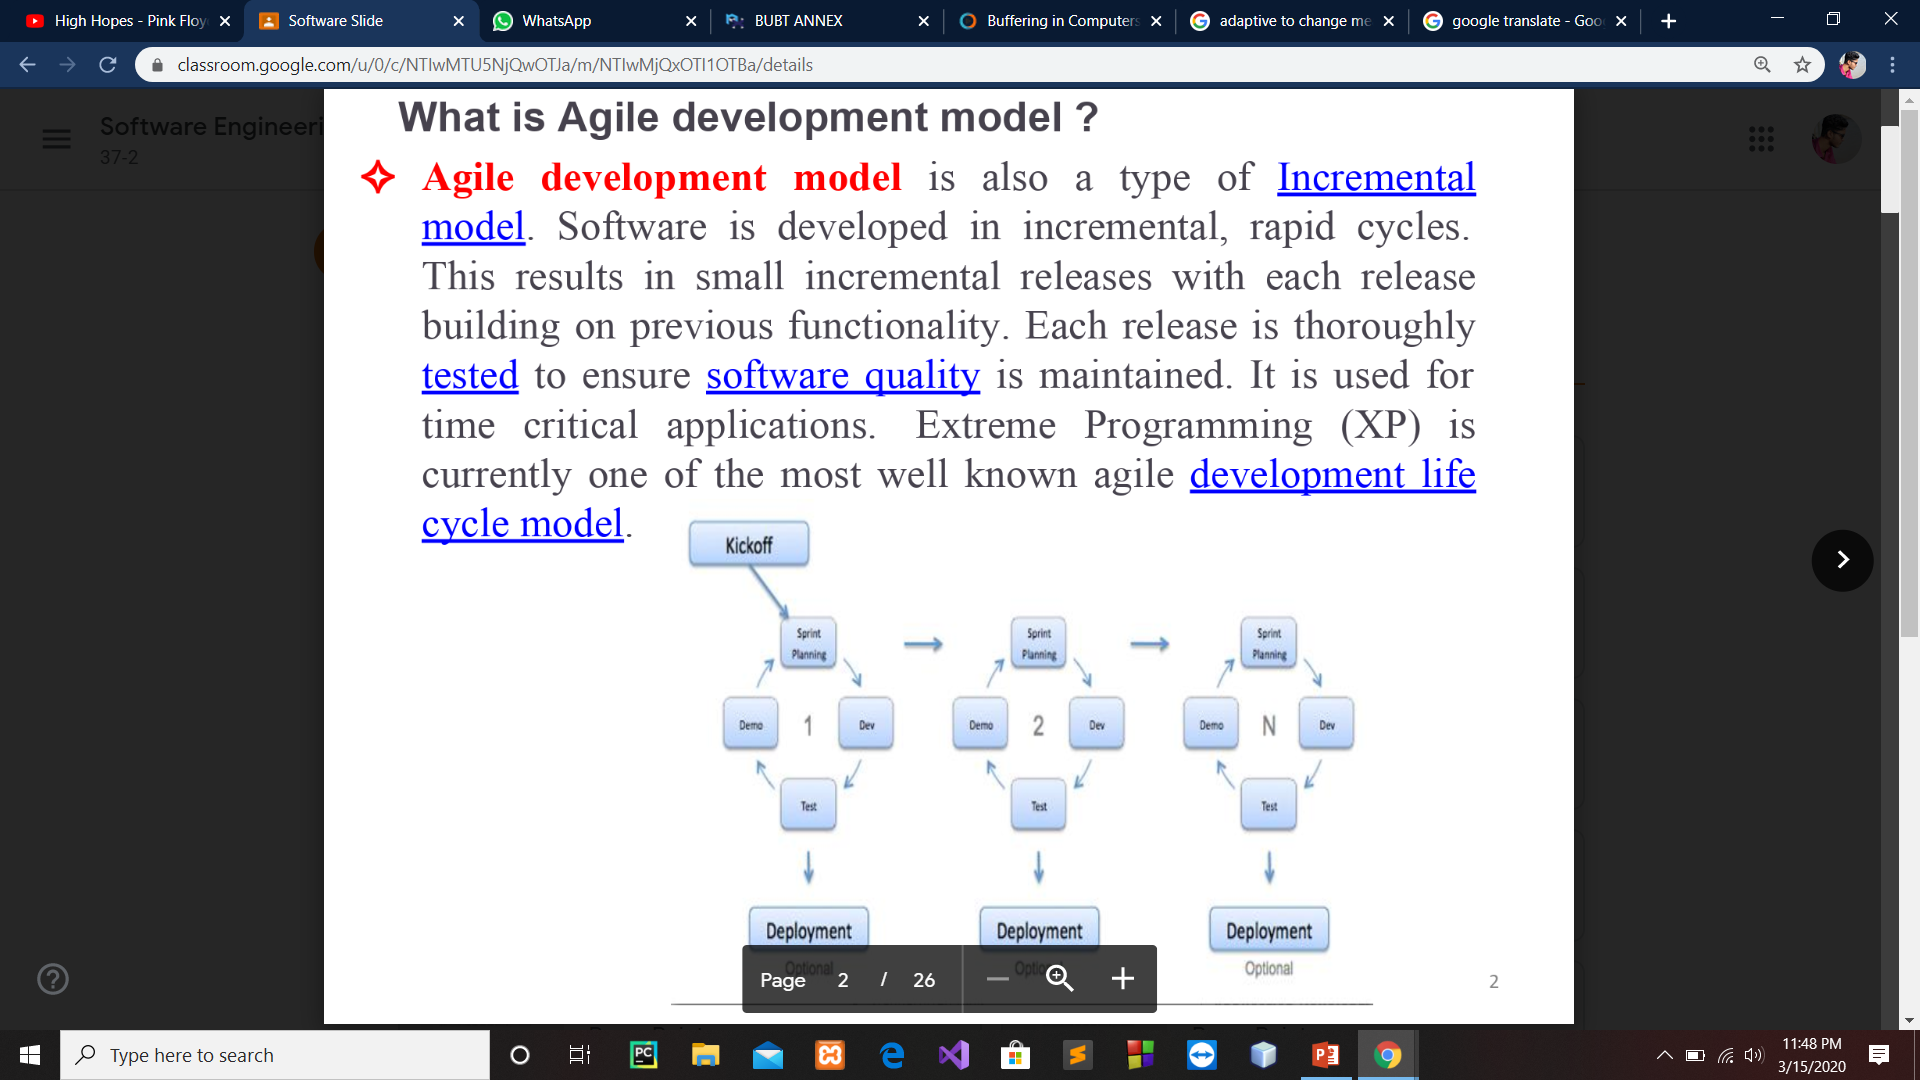 High Hopes - Pink Floy
Software Slide
WhatsApp
BUBT ANNEX
Buffering in Computers
adaptive to change me
google translate - Goo
classroom.google.com/u/0/c/NTIwMTU5NjQwOTJa/m/NTIwMjQxOTI1OTBa/details
Software Engineeri
37-2
What is Agile development model ?
Agile development model is also a type of Incremental
model. Software is developed in incremental, rapid cycles.
This results in small incremental releases with each release
building on previous functionality. Each release is thoroughly
tested to ensure software quality is maintained. It is used for
time critical applications. Extreme Programming (XP) is
currently one of the most well known agile development life
cycle model.
Kickoff
Sprint
Planning
Demo
1
Dev
Test
Deployment
Optional
Sprint
Planning
Demo
2
Dev
Test
Deployment
Sprint
Planning
Demo
N
Dev
Test
Deployment
Optional
Page 2 / 26
2
Type here to search
11:48 PM
3/15/2020